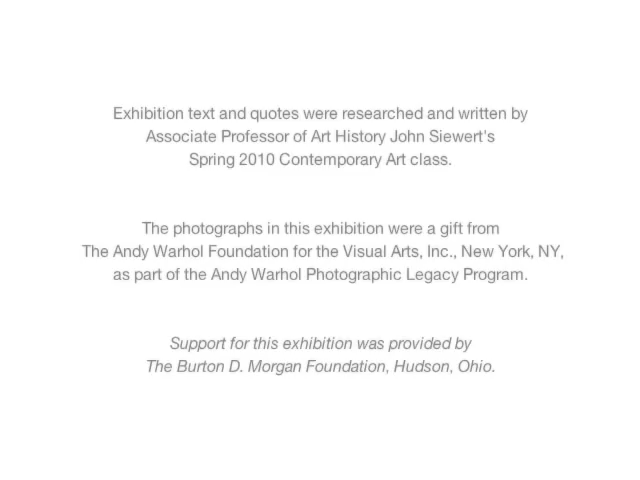 Exhibition text and quotes were researched and written by
Associate Professor of Art History John Siewert's
Spring 2010 Contemporary Art class.
The photographs in this exhibition were a gift from
The Andy Warhol Foundation for the Visual Arts, Inc., New York, NY,
as part of the Andy Warhol Photographic Legacy Program.
Support for this exhibition was provided by
The Burton D. Morgan Foundation, Hudson, Ohio.